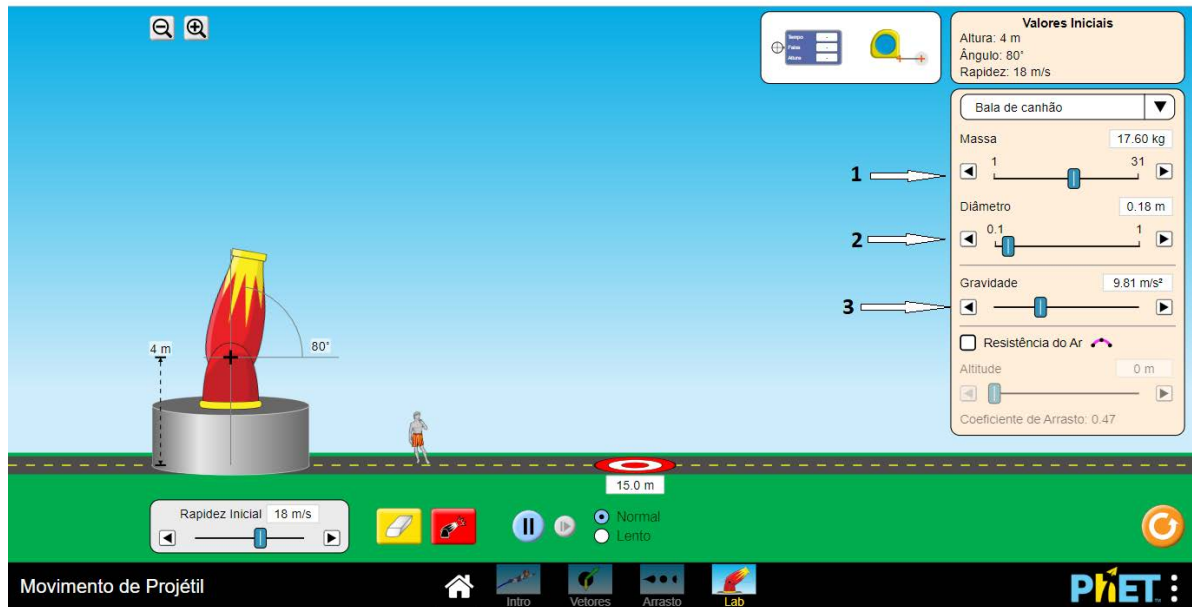 Valores Iniciais
Altura: 4 m
Ângulo: 80°
Rapidez: 18 m/s
Tempo -
Faixa -
Altura -
Bala de canhão
Massa 17.60 kg
1 31
1
Diâmetro 0.18 m
0.1 1
2
Gravidade 9.81 m/s²
3
Resistência do Ar
Altitude 0 m
Coeficiente de Arrasto: 0.47
4 m
80°
15.0 m
Rapidez Inicial 18 m/s
Normal
Lento
Movimento de Projétil
Intro
Vetores
Arrasto
Lab
PhET